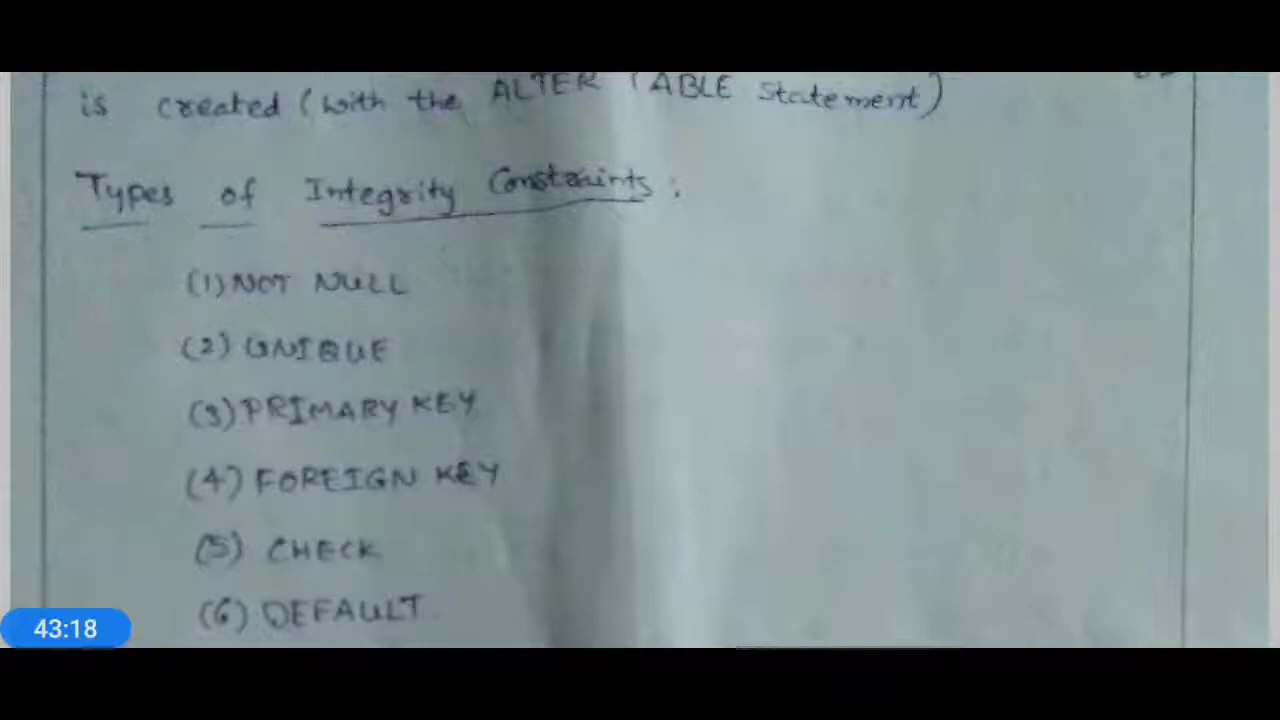 is created (with the ALTER TABLE statement)
Types of Integrity Constraints :
(1) NOT NULL
(2) UNIQUE
(3) PRIMARY KEY
(4) FOREIGN KEY
(5) CHECK
(6) DEFAULT
43:18